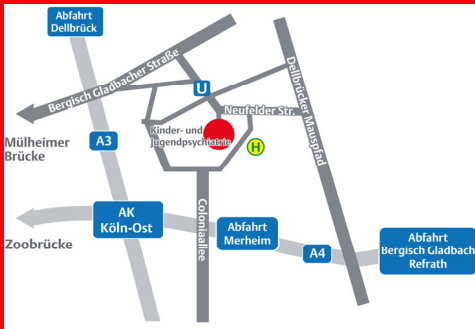 Abfahrt
Dellbrück
Bergisch Gladbacher Straße
U
Dellbrücker Mauspfad
Neufelder Str.
Kinder- und
Jugendpsychiatrie
Mülheimer
Brücke
A3
H
AK
Köln-Ost
Coloniaallee
Abfahrt
Merheim
Zoobrücke
A4
Abfahrt
Bergisch Gladbach
Refrath